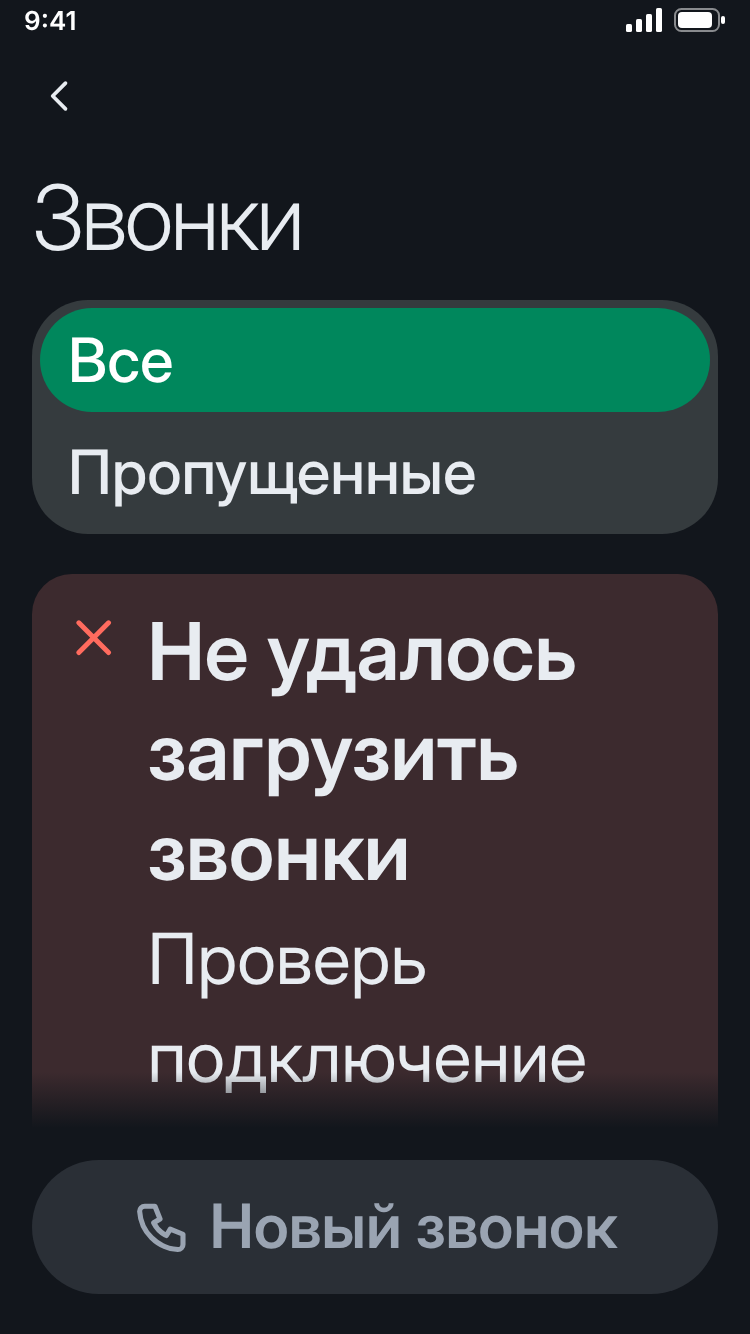 9:41
Звонки
Все
Пропущенные
Не удалось
загрузить
звонки
Проверь
подключение
Новый звонок